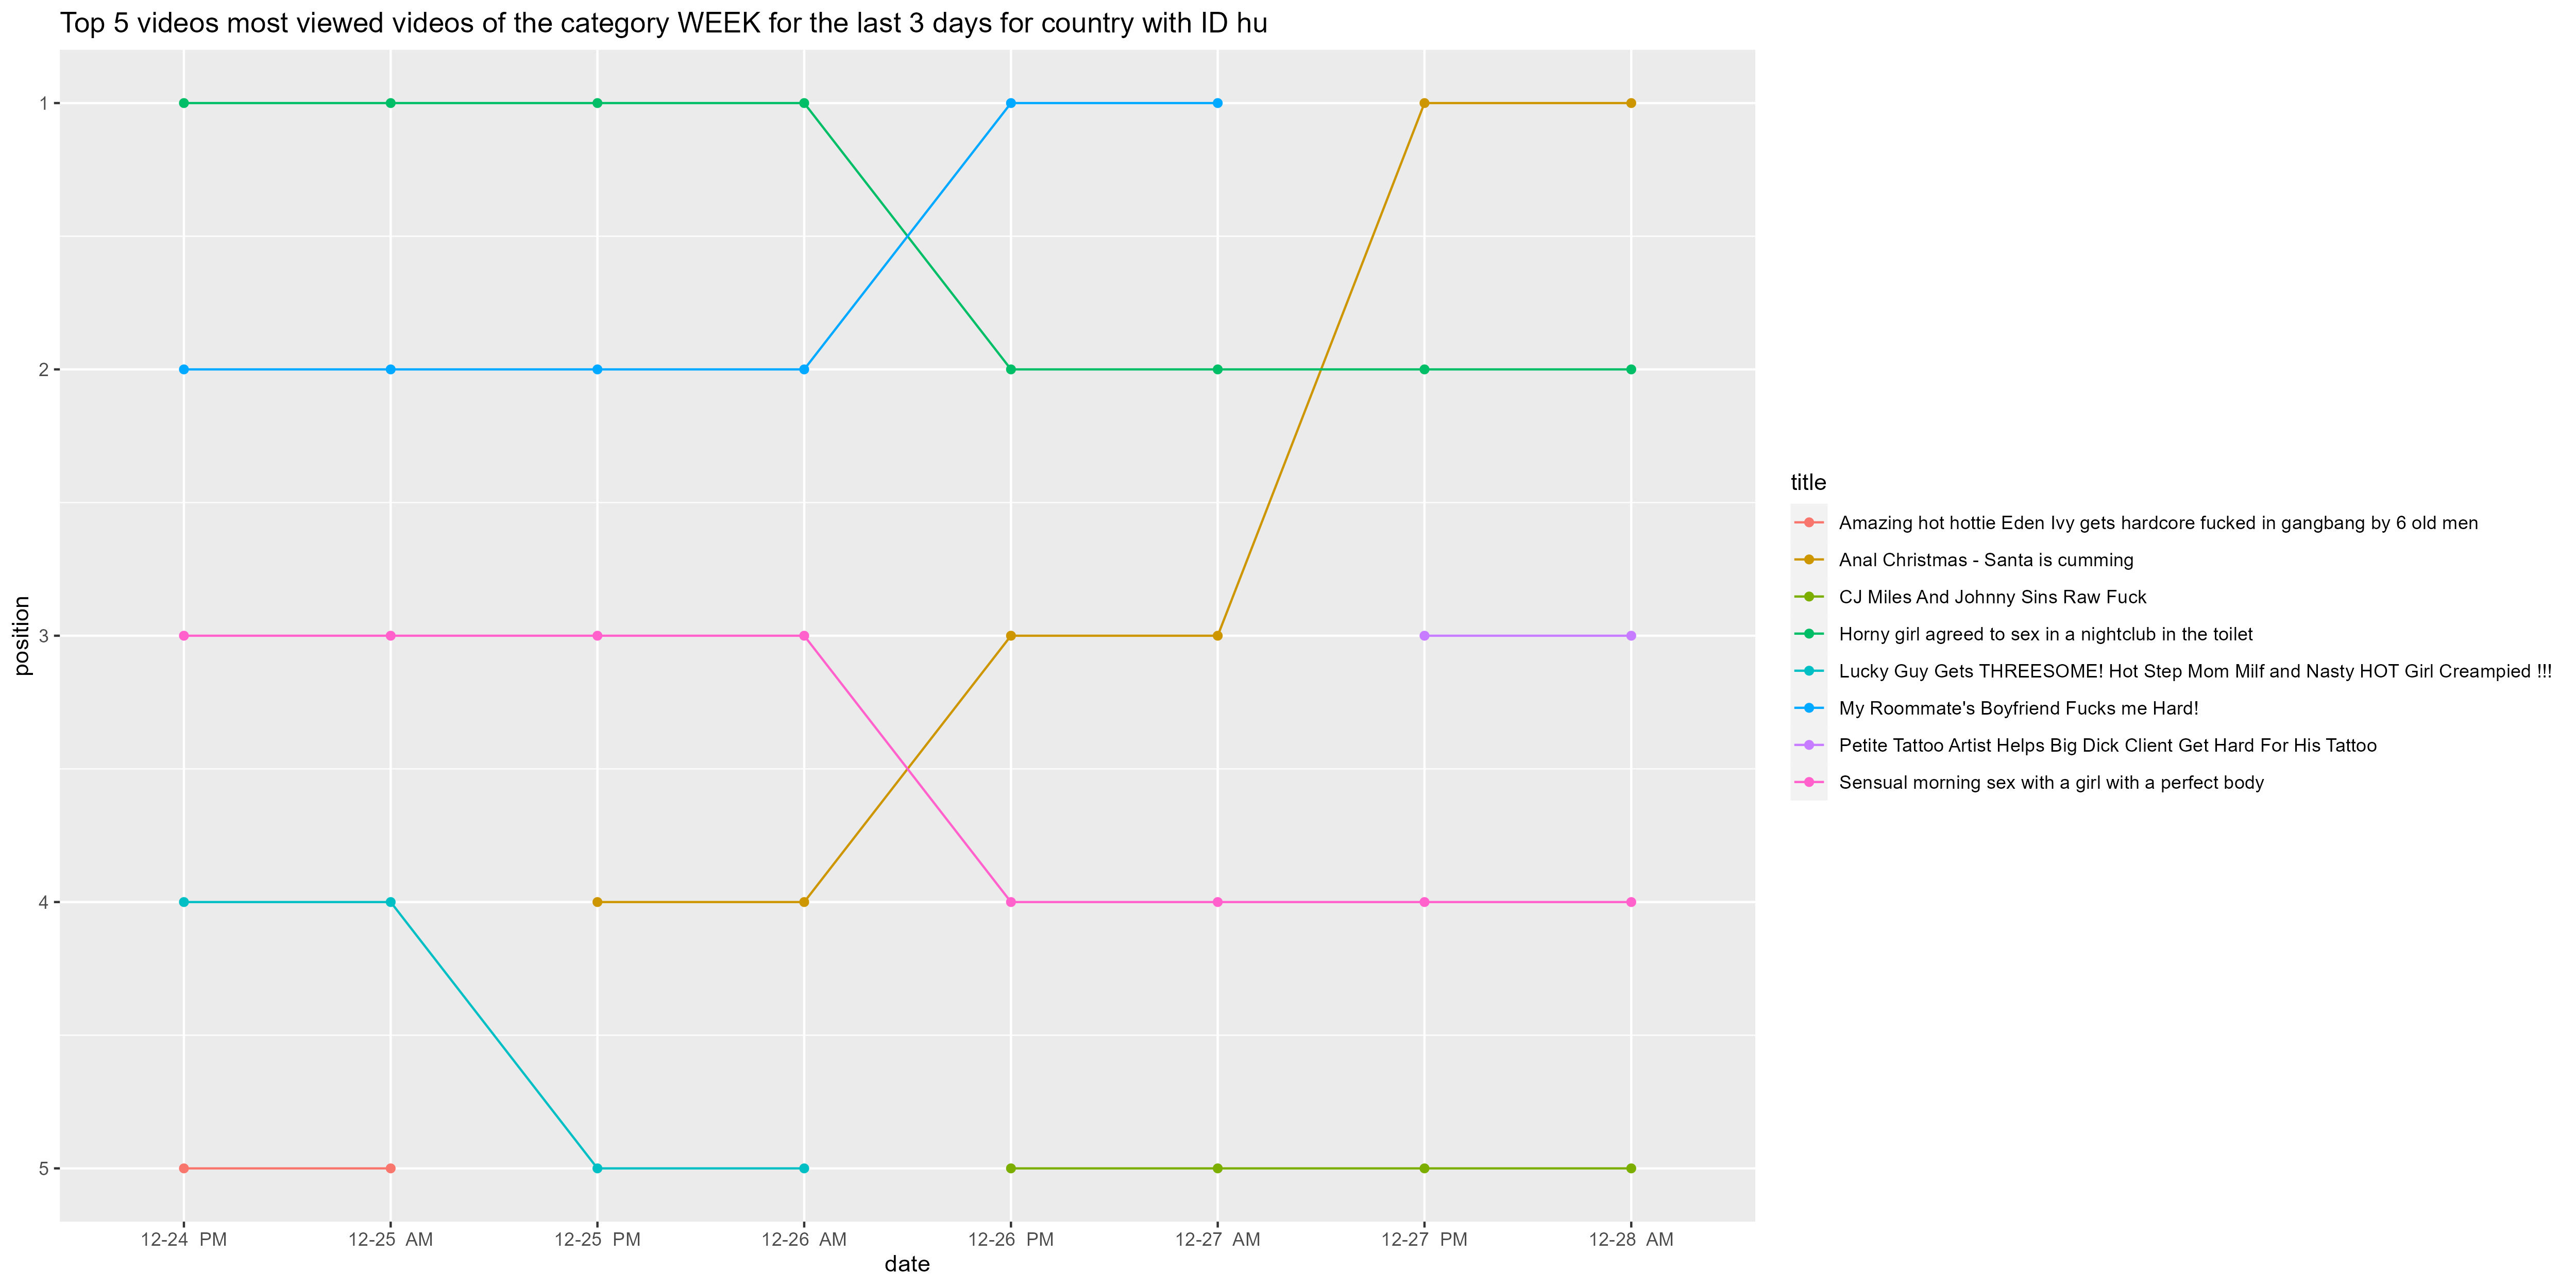 Top 5 videos most viewed videos of the category WEEK for the last 3 days for country with ID hu
position
1
2
3
4
5
12-24 PM
12-25 AM
12-25 PM
12-26 AM
12-26 PM
12-27 AM
12-27 PM
12-28 AM
date
title
Amazing hot hottie Eden Ivy gets hardcore fucked in gangbang by 6 old men
Anal Christmas - Santa is cumming
CJ Miles And Johnny Sins Raw Fuck
Horny girl agreed to sex in a nightclub in the toilet
Lucky Guy Gets THREESOME! Hot Step Mom Milf and Nasty HOT Girl Creampied !!!
My Roommate's Boyfriend Fucks me Hard!
Petite Tattoo Artist Helps Big Dick Client Get Hard For His Tattoo
Sensual morning sex with a girl with a perfect body